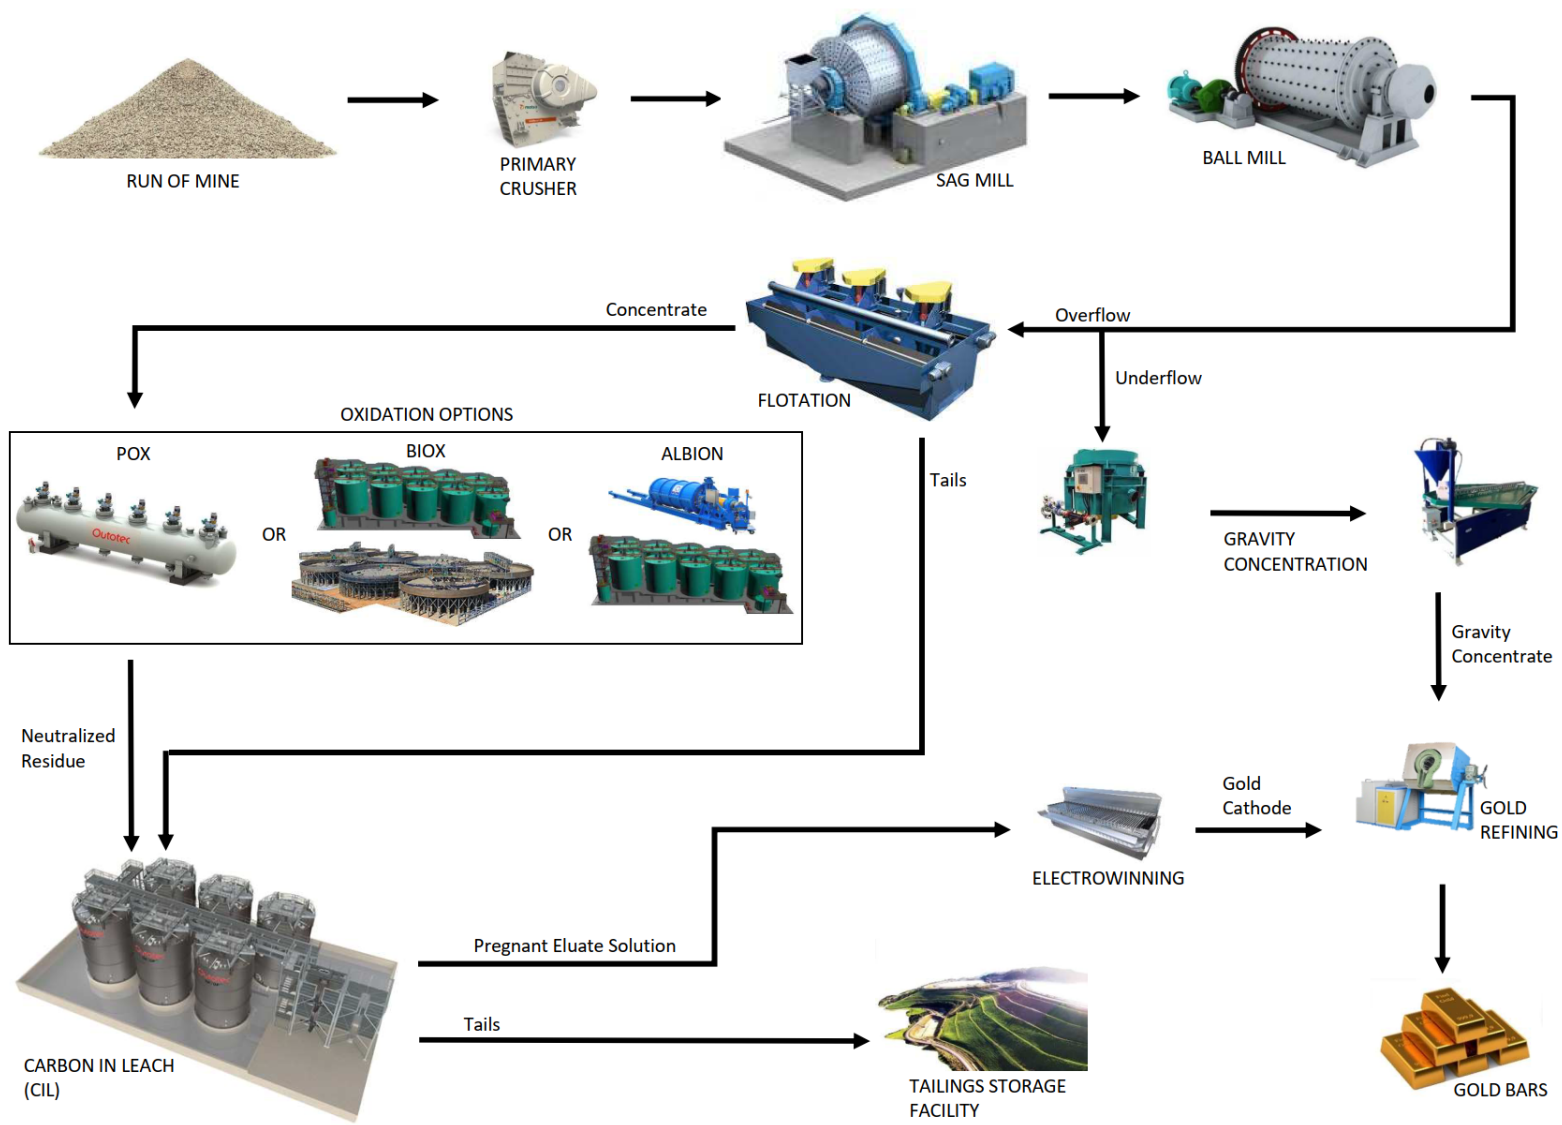 RUN OF MINE
PRIMARY
CRUSHER
SAG MILL
BALL MILL
Concentrate
Overflow
Underflow
FLOTATION
OXIDATION OPTIONS
POX
BIOX
ALBION
Outotec
OR
OR
Tails
GRAVITY
CONCENTRATION
Gravity
Concentrate
Neutralized
Residue
Gold
Cathode
GOLD
REFINING
ELECTROWINNING
Pregnant Eluate Solution
Tails
CARBON IN LEACH
(CIL)
TAILINGS STORAGE
FACILITY
GOLD BARS